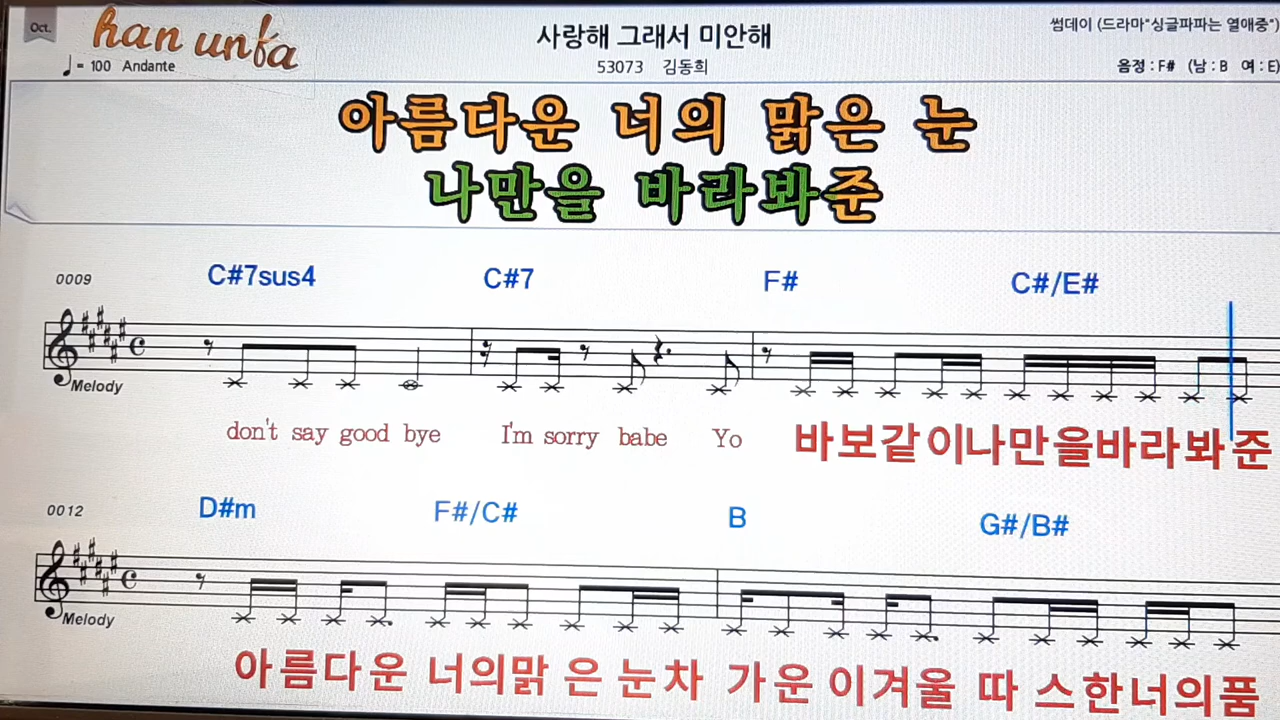 Oct.
han unfa
사랑해 그래서 미안해
썸데이 (드라마"싱글파파는 열애중")
♩= 100 Andante
53073 김동희
음정 : F# (남 : B 여 : E)
아름다운 너의 맑은 눈
나만을 바라봐준
0009 C#7sus4 C#7 F# C#/E#
Melody
don't say good bye I'm sorry babe Yo 바보같이나만을바라봐준
0012 D#m F#/C# B G#/B#
Melody
아름다운 너의맑은눈차가운이겨울 따스한너의품